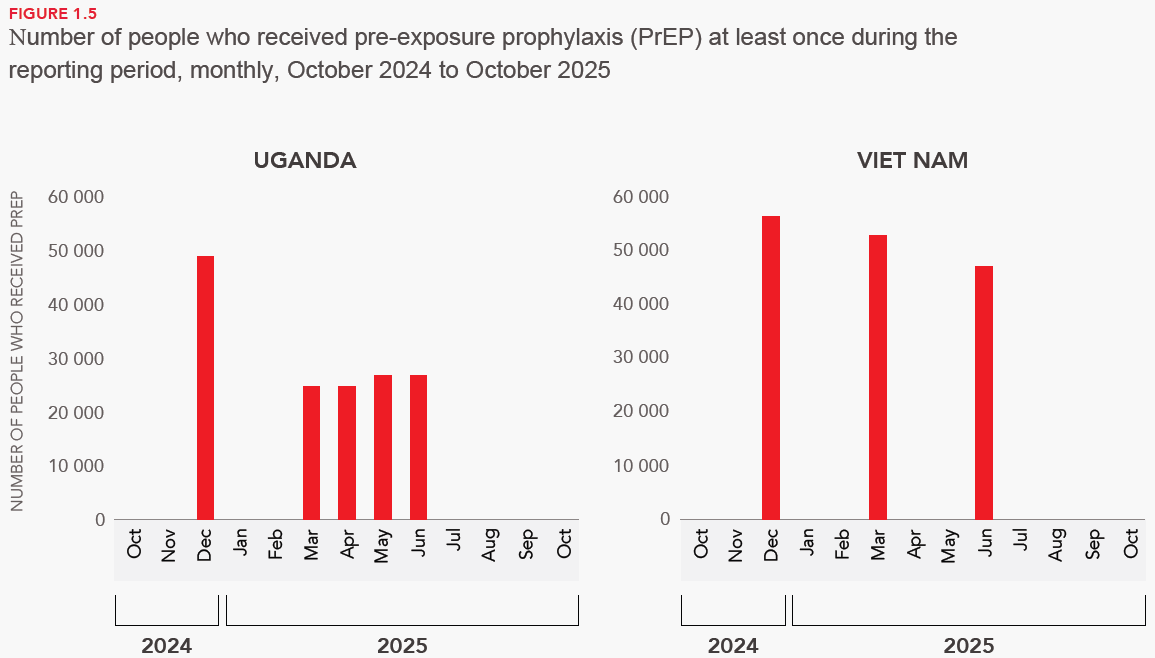 FIGURE 1.5
Number of people who received pre-exposure prophylaxis (PrEP) at least once during the
reporting period, monthly, October 2024 to October 2025
NUMBER OF PEOPLE WHO RECEIVED PREP
UGANDA
60 000
50 000
40 000
30 000
20 000
10 000
0
Oct Nov Dec Jan Feb Mar Apr May Jun Jul Aug Sep Oct
2024 2025
VIET NAM
60 000
50 000
40 000
30 000
20 000
10 000
0
Oct Nov Dec Jan Feb Mar Apr May Jun Jul Aug Sep Oct
2024 2025